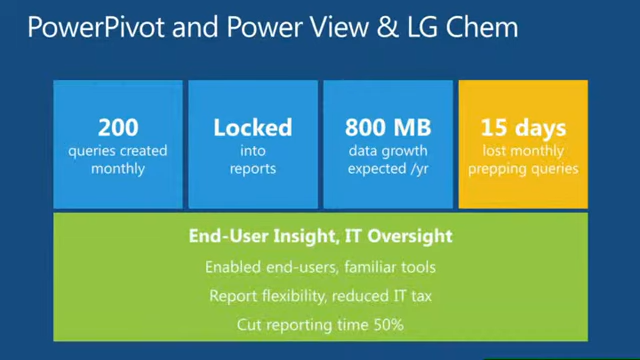 PowerPivot and Power View & LG Chem
200
queries created
monthly
Locked
into
reports
800 MB
data growth
expected /yr
15 days
lost monthly
prepping queries
End-User Insight, IT Oversight
Enabled end-users, familiar tools
Report flexibility, reduced IT tax
Cut reporting time 50%